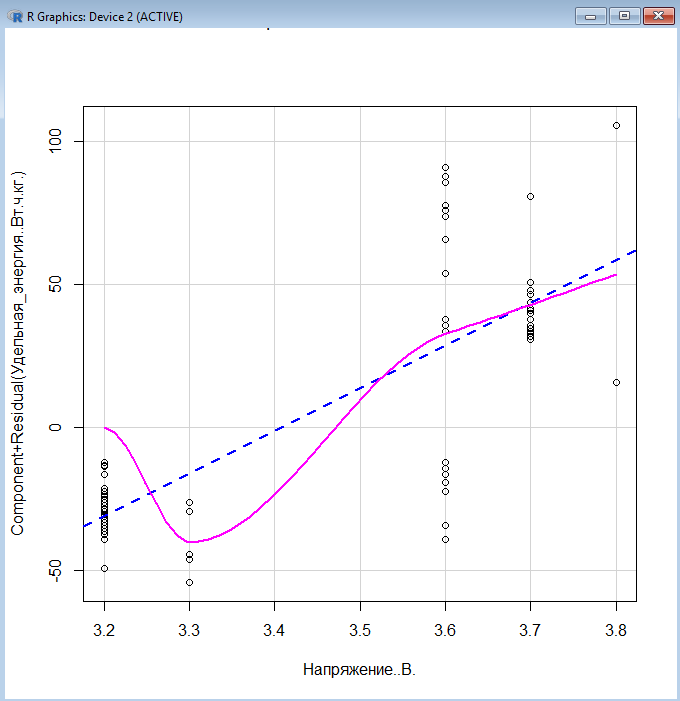 R Graphics: Device 2 (ACTIVE)
Component+Residual(Удельная_энергия..Вт.ч.кг.)
100
50
0
-50
3.2 3.3 3.4 3.5 3.6 3.7 3.8
Напряжение..В.